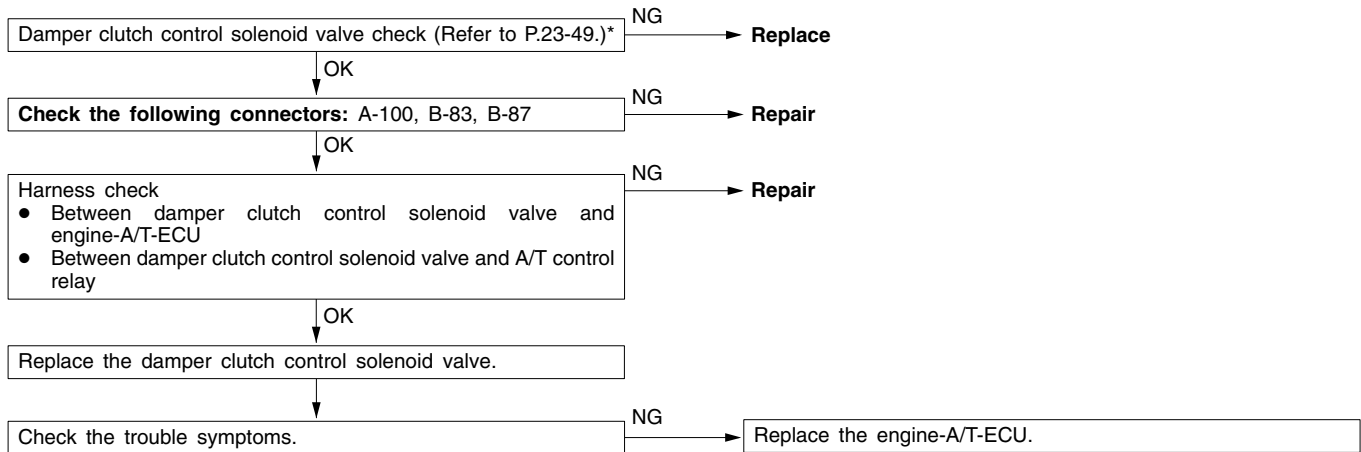 NG
Damper clutch control solenoid valve check (Refer to P.23-49.)*
Replace
OK
NG
Check the following connectors: A-100, B-83, B-87
Repair
OK
NG
Harness check
Repair
● Between damper clutch control solenoid valve and
engine-A/T-ECU
● Between damper clutch control solenoid valve and A/T control
relay
OK
Replace the damper clutch control solenoid valve.
NG
Check the trouble symptoms.
Replace the engine-A/T-ECU.